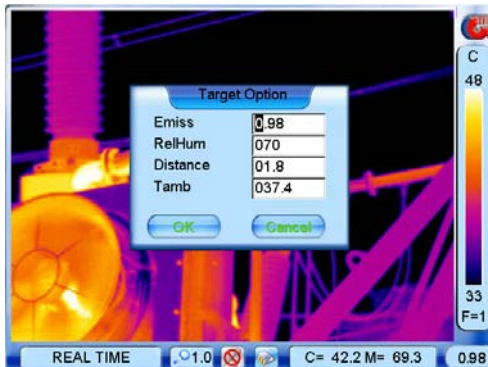 Target Option
Emiss 0.98
RelHum 070
Distance 01.8
Tamb 037.4
OK Cancel
C
48
33
F=1
REAL TIME 1.0 C= 42.2 M= 69.3 0.98